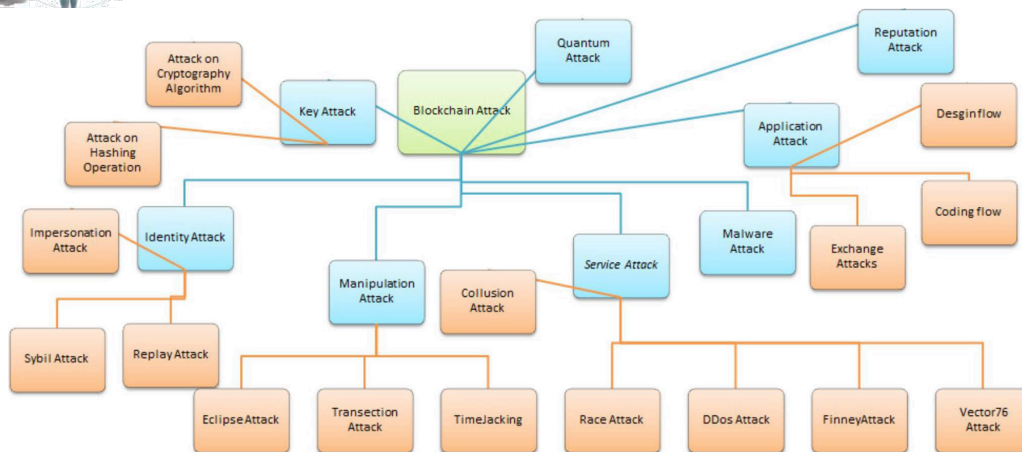 Quantum
Attack
Reputation
Attack
Attack on
Cryptography
Algorithm
Key Attack
Blockchain Attack
Application
Attack
Desgin flow
Attack on
Hashing
Operation
Impersonation
Attack
Identity Attack
Manipulation
Attack
Collusion
Attack
Service Attack
Malware
Attack
Exchange
Attacks
Coding flow
Sybil Attack
Replay Attack
Eclipse Attack
Transection
Attack
TimeJacking
Race Attack
DDos Attack
FinneyAttack
Vector76
Attack